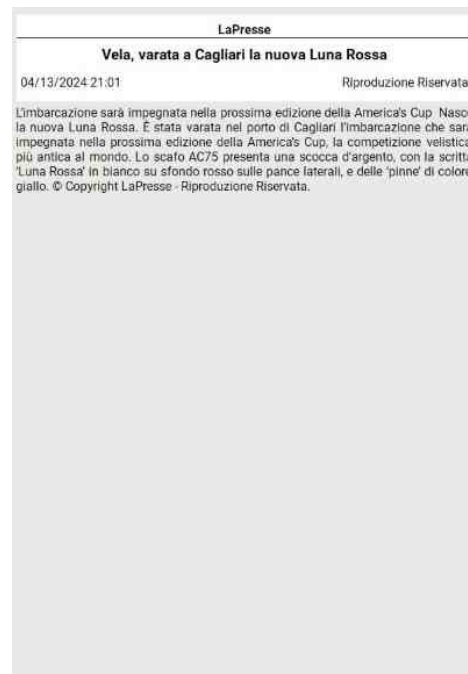 LaPresse
Vela, varata a Cagliari la nuova Luna Rossa
04/13/2024 21:01 Riproduzione Riservata
L'imbarcazione sarà impegnata nella prossima edizione della America's Cup Nasce
la nuova Luna Rossa. È stata varata nel porto di Cagliari l'imbarcazione che sarà
impegnata nella prossima edizione della America's Cup, la competizione velistica
più antica al mondo. Lo scafo AC75 presenta una scocca d'argento, con la scritta
'Luna Rossa' in bianco su sfondo rosso sulle pance laterali, e delle 'pinne' di colore
giallo. © Copyright LaPresse - Riproduzione Riservata.